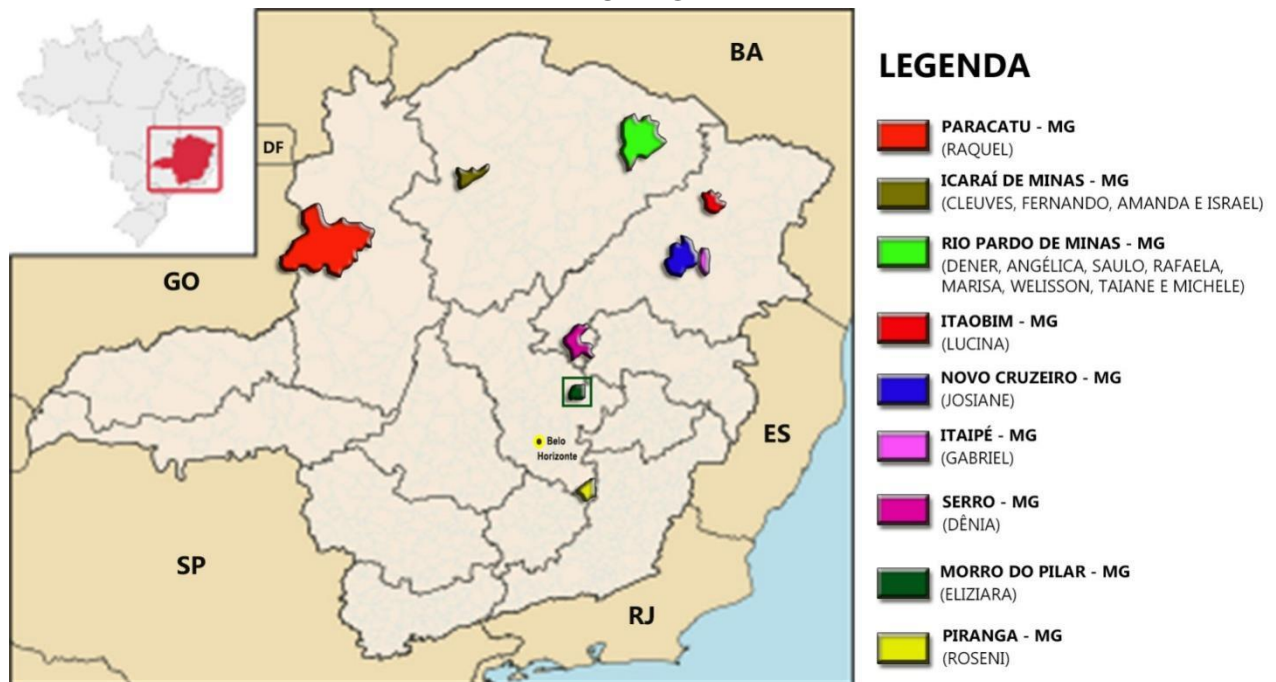 BA
DF
GO
Belo
Horizonte
ES
SP
RJ
LEGENDA
PARACATU - MG
(RAQUEL)
ICARAÍ DE MINAS - MG
(CLEUVES, FERNANDO, AMANDA E ISRAEL)
RIO PARDO DE MINAS - MG
(DENER, ANGÉLICA, SAULO, RAFAELA,
MARISA, WELISSON, TAIANE E MICHELE)
ITAOBIM - MG
(LUCINA)
NOVO CRUZEIRO - MG
(JOSIANE)
ITAIPÉ - MG
(GABRIEL)
SERRO - MG
(DÊNIA)
MORRO DO PILAR - MG
(ELIZIARA)
PIRANGA - MG
(ROSENI)